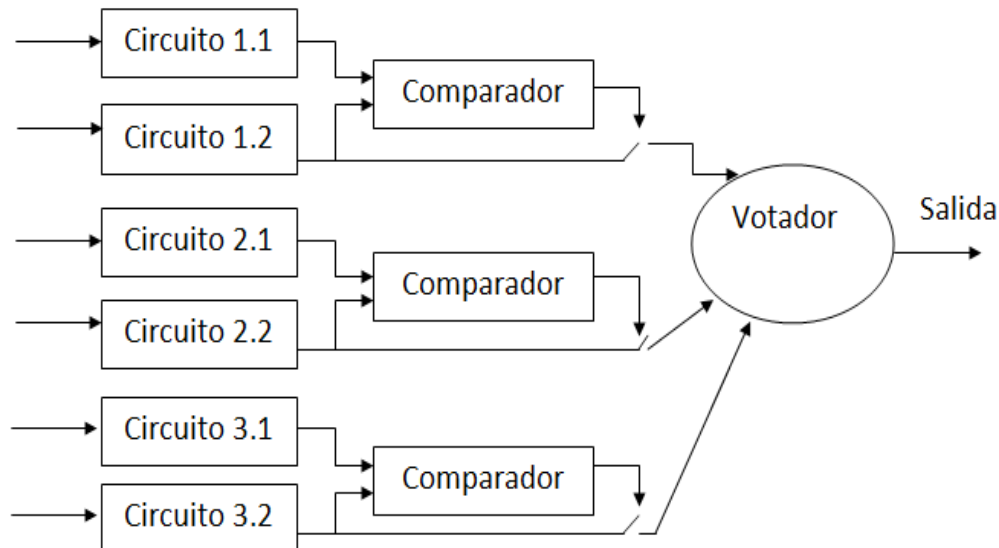 Circuito 1.1
Comparador
Circuito 1.2
Votador
Salida
Circuito 2.1
Comparador
Circuito 2.2
Circuito 3.1
Comparador
Circuito 3.2